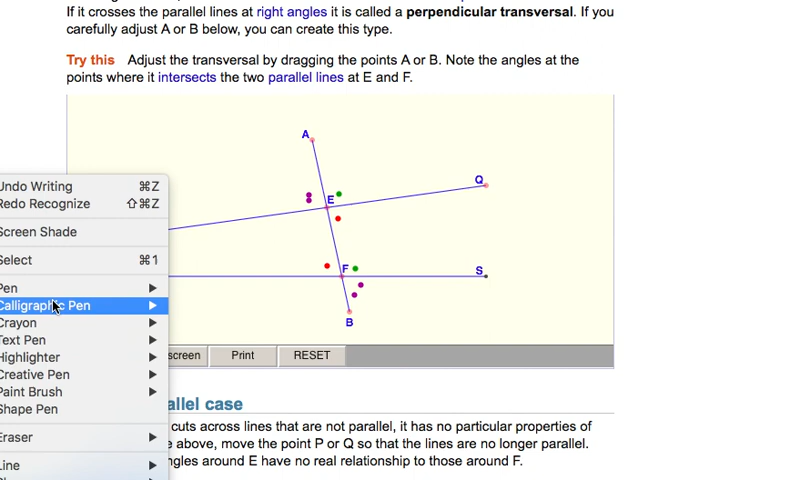 If it crosses the parallel lines at right angles it is called a perpendicular transversal. If you
carefully adjust A or B below, you can create this type.
Try this Adjust the transversal by dragging the points A or B. Note the angles at the
points where it intersects the two parallel lines at E and F.
A
Q
E
F
S
B
Undo Writing ⌘Z
Redo Recognize ⇧⌘Z
Screen Shade
Select ⌘1
Pen
Calligraphic Pen
Crayon
Text Pen
Highlighter
Creative Pen
Paint Brush
Shape Pen
Eraser
Line
screen Print RESET
allel case
cuts across lines that are not parallel, it has no particular properties of
above, move the point P or Q so that the lines are no longer parallel.
ngles around E have no real relationship to those around F.